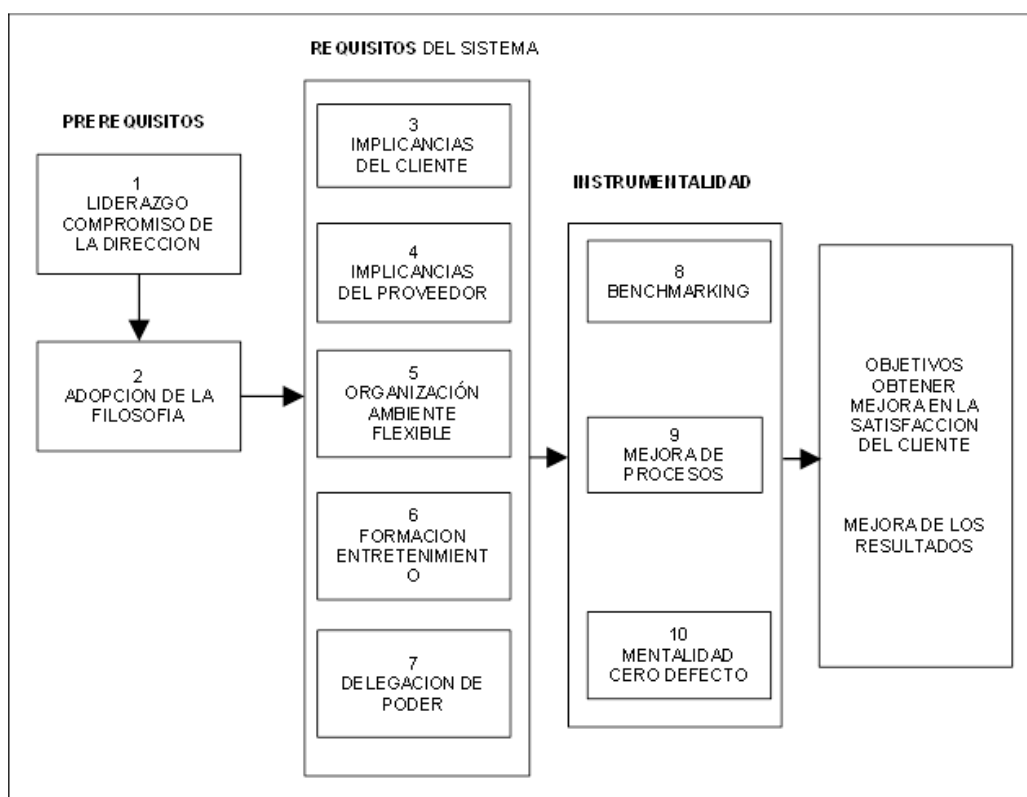 PREREQUISITOS
1
LIDERAZGO
COMPROMISO DE
LA DIRECCION
2
ADOPCION DE LA
FILOSOFIA
REQUISITOS DEL SISTEMA
3
IMPLICANCIAS
DEL CLIENTE
4
IMPLICANCIAS
DEL PROVEEDOR
5
ORGANIZACIÓN
AMBIENTE
FLEXIBLE
6
FORMACION
ENTRETENIMIENT
O
7
DELEGACION DE
PODER
INSTRUMENTALIDAD
8
BENCHMARKING
9
MEJORA DE
PROCESOS
10
MENTALIDAD
CERO DEFECTO
OBJETIVOS
OBTENER
MEJORA EN LA
SATISFACCION
DEL CLIENTE
MEJORA DE LOS
RESULTADOS